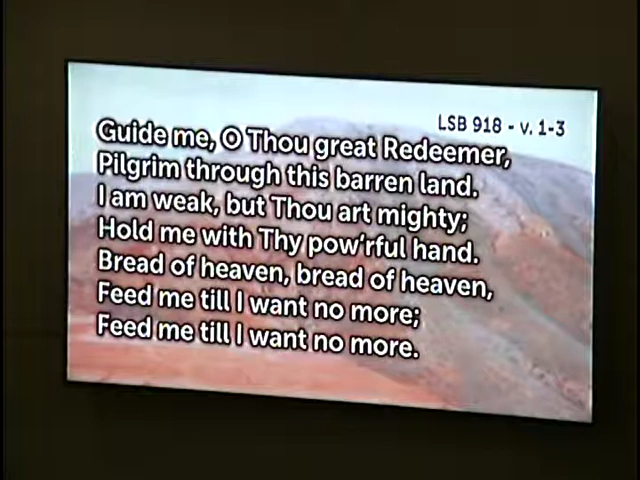 LSB 918 - v. 1-3
Guide me, O Thou great Redeemer,
Pilgrim through this barren land.
I am weak, but Thou art mighty;
Hold me with Thy pow'rful hand.
Bread of heaven, bread of heaven,
Feed me till I want no more;
Feed me till I want no more.